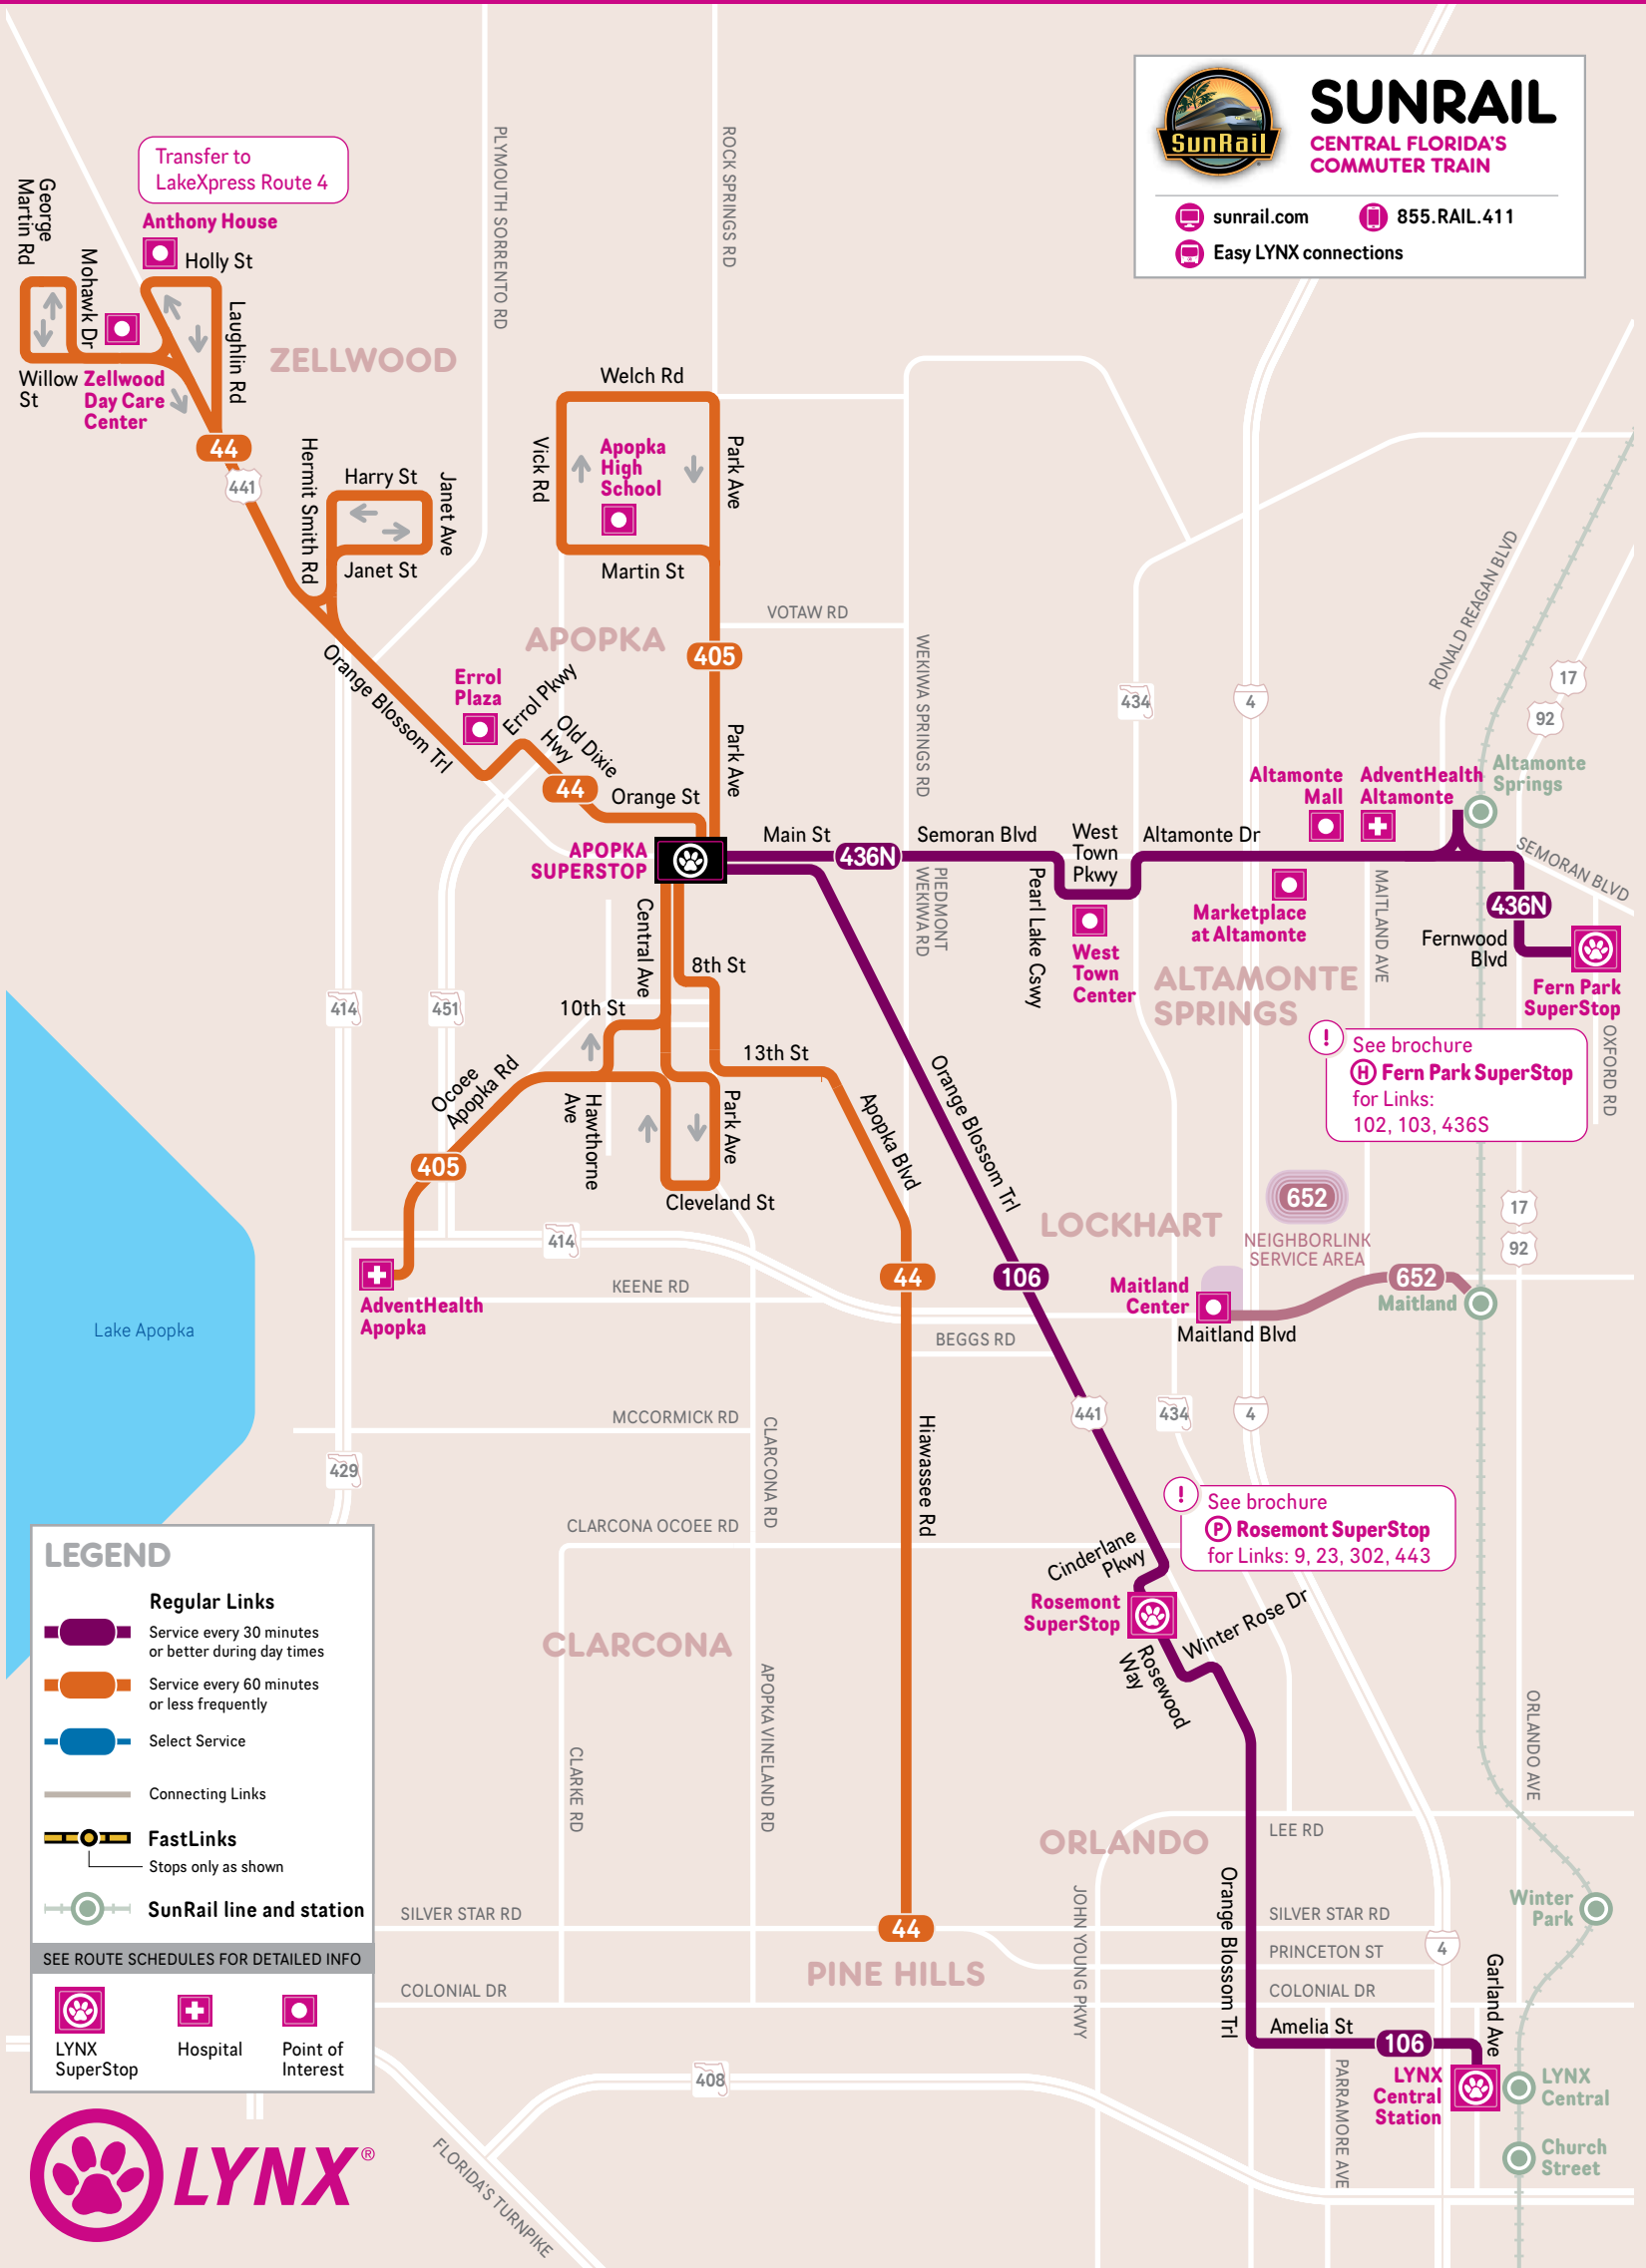 SunRail
SUNRAIL
CENTRAL FLORIDA'S
COMMUTER TRAIN
sunrail.com
855.RAIL.411
Easy LYNX connections
Transfer to
LakeXpress Route 4
Anthony House
Holly St
George
Martin Rd
Mohawk Dr
Laughlin Rd
Willow
St
Zellwood
Day Care
Center
ZELLWOOD
44
441
PLYMOUTH SORRENTO RD
ROCK SPRINGS RD
Hermit Smith Rd
Harry St
Janet Ave
Janet St
Welch Rd
Vick Rd
Apopka
High
School
Park Ave
Martin St
VOTAW RD
APOPKA
405
Orange Blossom Trl
Errol
Plaza
Errol Pkwy
Old Dixie
Hwy
44
Orange St
Park Ave
WEKIWA SPRINGS RD
434
4
RONALD REAGAN BLVD
17
92
Altamonte
Springs
Altamonte
Mall
AdventHealth
Altamonte
APOPKA
SUPERSTOP
Main St
436N
Semoran Blvd
West
Town
Pkwy
Altamonte Dr
SEMORAN BLVD
PIEDMONT
WEKIWA RD
Pearl Lake Cswy
West
Town
Center
Marketplace
at Altamonte
MAITLAND AVE
436N
Fernwood
Blvd
Fern Park
SuperStop
ALTAMONTE
SPRINGS
OXFORD RD
See brochure
H Fern Park SuperStop
for Links:
102, 103, 436S
414
451
Central Ave
8th St
10th St
13th St
Ocoee
Apopka Rd
Hawthorne
Ave
Park Ave
Cleveland St
Apopka Blvd
Orange Blossom Trl
405
AdventHealth
Apopka
Lake Apopka
414
KEENE RD
44
106
LOCKHART
652
NEIGHBORLINK
SERVICE AREA
Maitland
Center
Maitland Blvd
652
Maitland
17
92
BEGGS RD
MCCORMICK RD
CLARCONA RD
429
Hiawassee Rd
441
434
4
See brochure
P Rosemont SuperStop
for Links: 9, 23, 302, 443
CLARCONA OCOEE RD
Cinderlane
Pkwy
Rosemont
SuperStop
Winter Rose Dr
Rosewood
Way
CLARCONA
CLARKE RD
APOPKA VINELAND RD
ORLANDO AVE
ORLANDO
LEE RD
Orange Blossom Trl
JOHN YOUNG PKWY
SILVER STAR RD
44
SILVER STAR RD
PRINCETON ST
4
Winter
Park
PINE HILLS
COLONIAL DR
COLONIAL DR
Garland Ave
Amelia St
106
LYNX
Central
Station
LYNX
Central
PARRAMORE AVE
Church
Street
408
FLORIDA'S TURNPIKE
LEGEND
Regular Links
Service every 30 minutes
or better during day times
Service every 60 minutes
or less frequently
Select Service
Connecting Links
FastLinks
Stops only as shown
SunRail line and station
SEE ROUTE SCHEDULES FOR DETAILED INFO
LYNX
SuperStop
Hospital
Point of
Interest
LYNX®